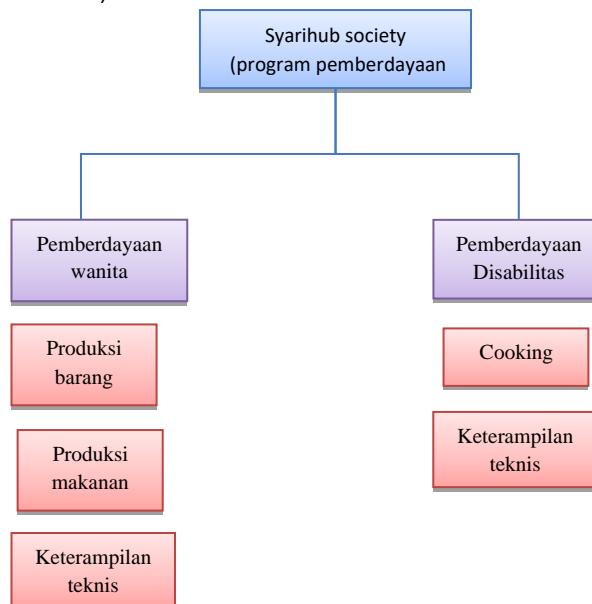 Syarihub society
(program pemberdayaan
Pemberdayaan
wanita
Produksi
barang
Produksi
makanan
Keterampilan
teknis
Pemberdayaan
Disabilitas
Cooking
Keterampilan
teknis